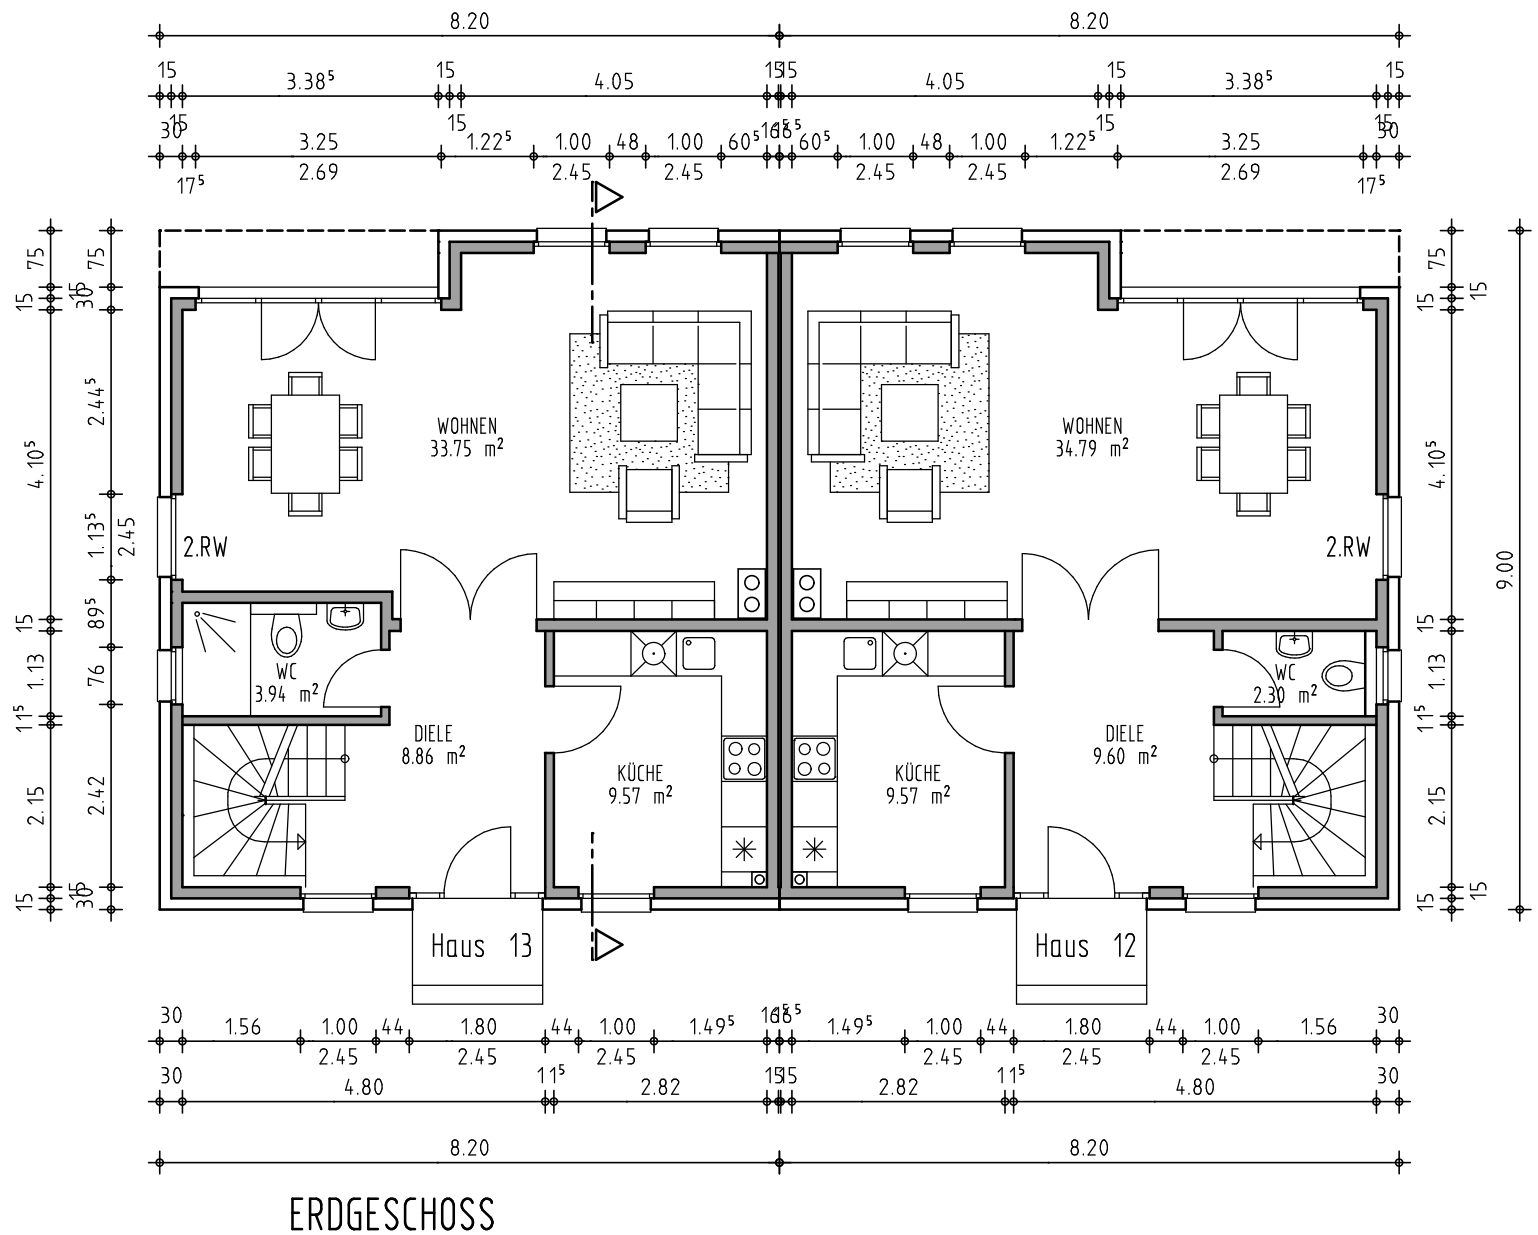 8.20 8.20
15 15 15 15
3.38⁵ 4.05 4.05 3.38⁵
15 15 15
30 30
3.25 1.22⁵ 1.00 48 1.00 60⁵ 60⁵ 1.00 48 1.00 1.22⁵ 3.25
2.69 2.45 2.45 2.45 2.45 2.69
17⁵ 17⁵
75 75 75
15 15 30 15 15
2.44⁵
4.10⁵ 4.10⁵
WOHNEN WOHNEN
33.75 m² 34.79 m²
1.13⁵ 2.45
2.RW 2.RW
9.00
15 89⁵ 15
1.13 76 1.13
WC WC
3.94 m² 2.30 m²
11⁵ 11⁵
DIELE DIELE
8.86 m² 9.60 m²
KÜCHE KÜCHE
9.57 m² 9.57 m²
2.15 2.42 2.15
15 15 30 15 15
Haus 13 Haus 12
30 30
1.56 1.00 44 1.80 44 1.00 1.49⁵ 1.49⁵ 1.00 44 1.80 44 1.00 1.56
2.45 2.45 2.45 2.45 2.45 2.45
30 11⁵ 11⁵ 30
4.80 2.82 2.82 4.80
8.20 8.20
ERDGESCHOSS